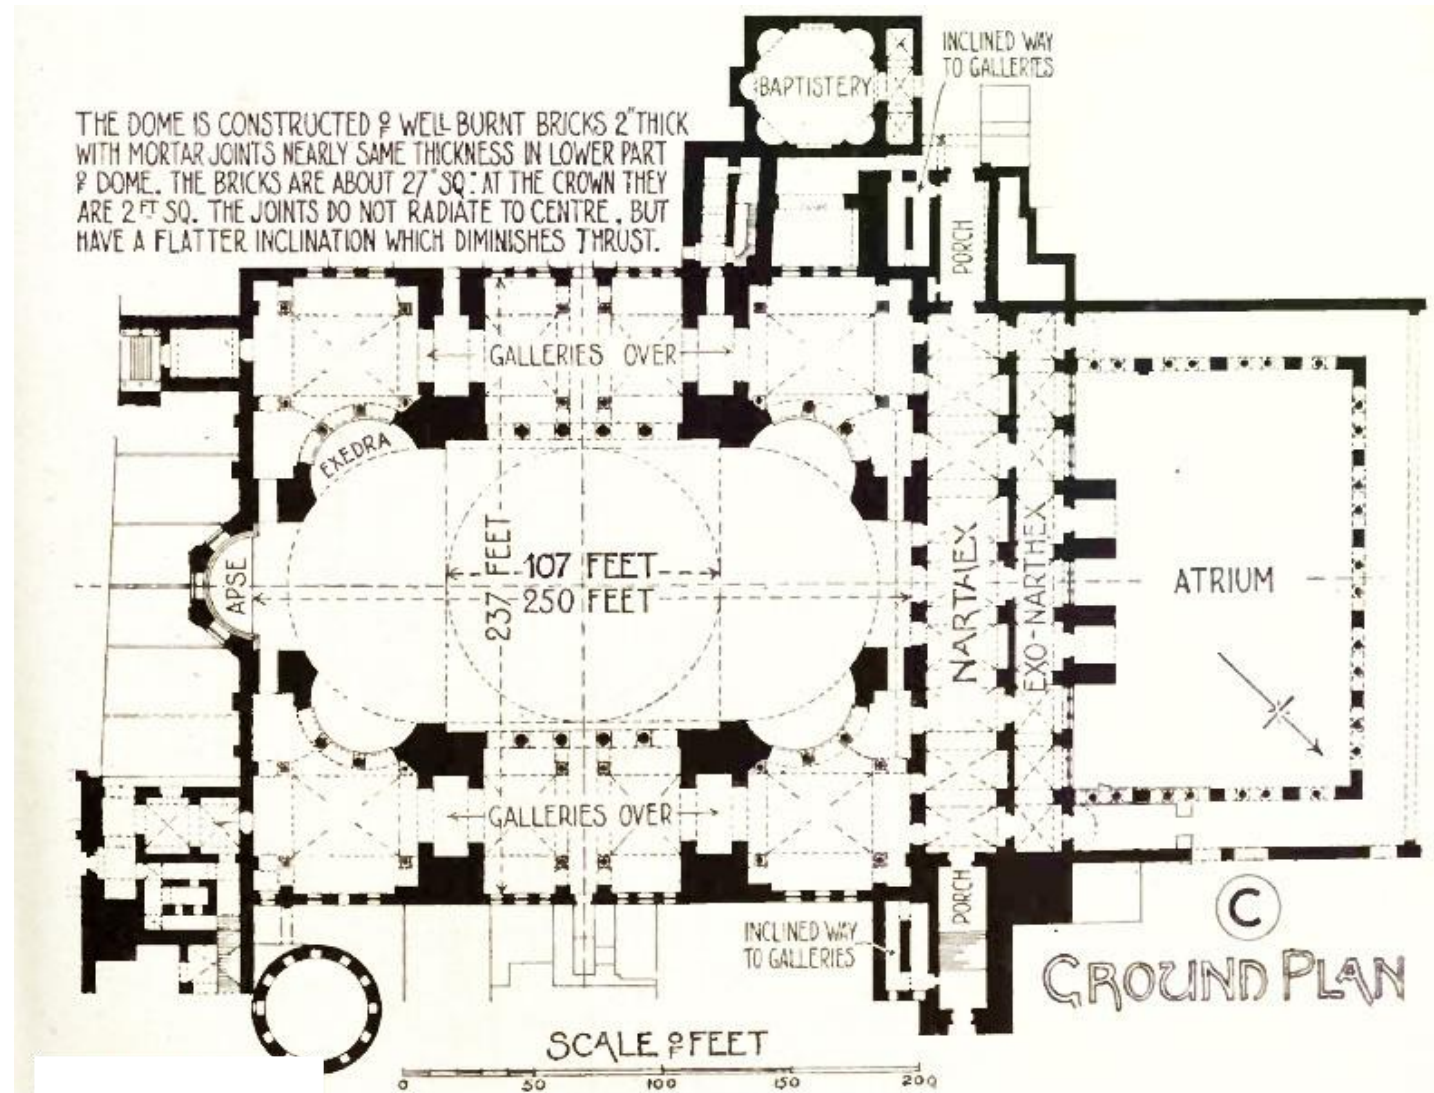 INCLINED WAY
TO GALLERIES
BAPTISTERY
THE DOME IS CONSTRUCTED OF WELL BURNT BRICKS 2" THICK
WITH MORTAR JOINTS NEARLY SAME THICKNESS IN LOWER PART
OF DOME. THE BRICKS ARE ABOUT 27" SQ: AT THE CROWN THEY
ARE 2 FT SQ. THE JOINTS DO NOT RADIATE TO CENTRE, BUT
HAVE A FLATTER INCLINATION WHICH DIMINISHES THRUST.
PORCH
GALLERIES OVER
EXEDRA
APSE
107 FEET
250 FEET
237 FEET
NARTHEX
EXO-NARTHEX
ATRIUM
GALLERIES OVER
PORCH
INCLINED WAY
TO GALLERIES
C
GROUND PLAN
SCALE OF FEET
0 50 100 150 200